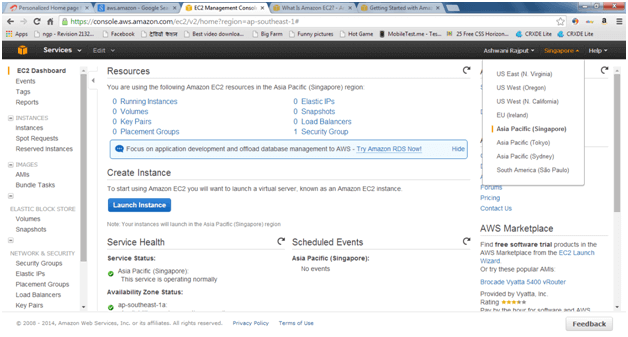 Personalized Home page
aws.amazon - Google Sea
EC2 Management Conso
What Is Amazon EC2? - A
Getting Started with Amaz
https://console.aws.amazon.com/ec2/v2/home?region=ap-southeast-1#
Apps
ngp - Rediron
Facebook
Best Video Downloa
Big Farm
Funny pictures
Hot Game
MobileTest.me - Tes
25 Free CSS Horizon
CRXDE Lite
CRXDE Lite
Services
Edit
Ashwani Rajput
Singapore
Help
US East (N. Virginia)
US West (Oregon)
US West (N. California)
EU (Ireland)
Asia Pacific (Singapore)
Asia Pacific (Tokyo)
Asia Pacific (Sydney)
South America (São Paulo)
EC2 Dashboard
Events
Tags
Reports
INSTANCES
Instances
Spot Requests
Reserved Instances
IMAGES
AMIs
Bundle Tasks
ELASTIC BLOCK STORE
Volumes
Snapshots
NETWORK & SECURITY
Security Groups
Elastic IPs
Placement Groups
Load Balancers
Key Pairs
Resources
You are using the following Amazon EC2 resources in the Asia Pacific (Singapore) region:
0 Running Instances
0 Elastic IPs
0 Volumes
0 Snapshots
0 Key Pairs
0 Load Balancers
0 Placement Groups
1 Security Group
Focus on application development and offload database management to AWS - Try Amazon RDS Now!
Hide
Create Instance
To start using Amazon EC2 you will want to launch a virtual server, known as an Amazon EC2 instance.
Launch Instance
Note: Your instances will launch in the Asia Pacific (Singapore) region
Service Health
Service Status:
Asia Pacific (Singapore):
This service is operating normally
Availability Zone Status:
ap-southeast-1a:
Scheduled Events
Asia Pacific (Singapore):
No events
Forums
Pricing
Contact Us
AWS Marketplace
Find free software trial products in the
AWS Marketplace from the EC2 Launch
Wizard.
Or try these popular AMIs:
Brocade Vyatta 5400 vRouter
Provided by Vyatta, Inc.
Rating
Pay by the hour for software and AWS
© 2008 - 2014, Amazon Web Services, Inc. or its affiliates. All rights reserved.
Privacy Policy
Terms of Use
Feedback